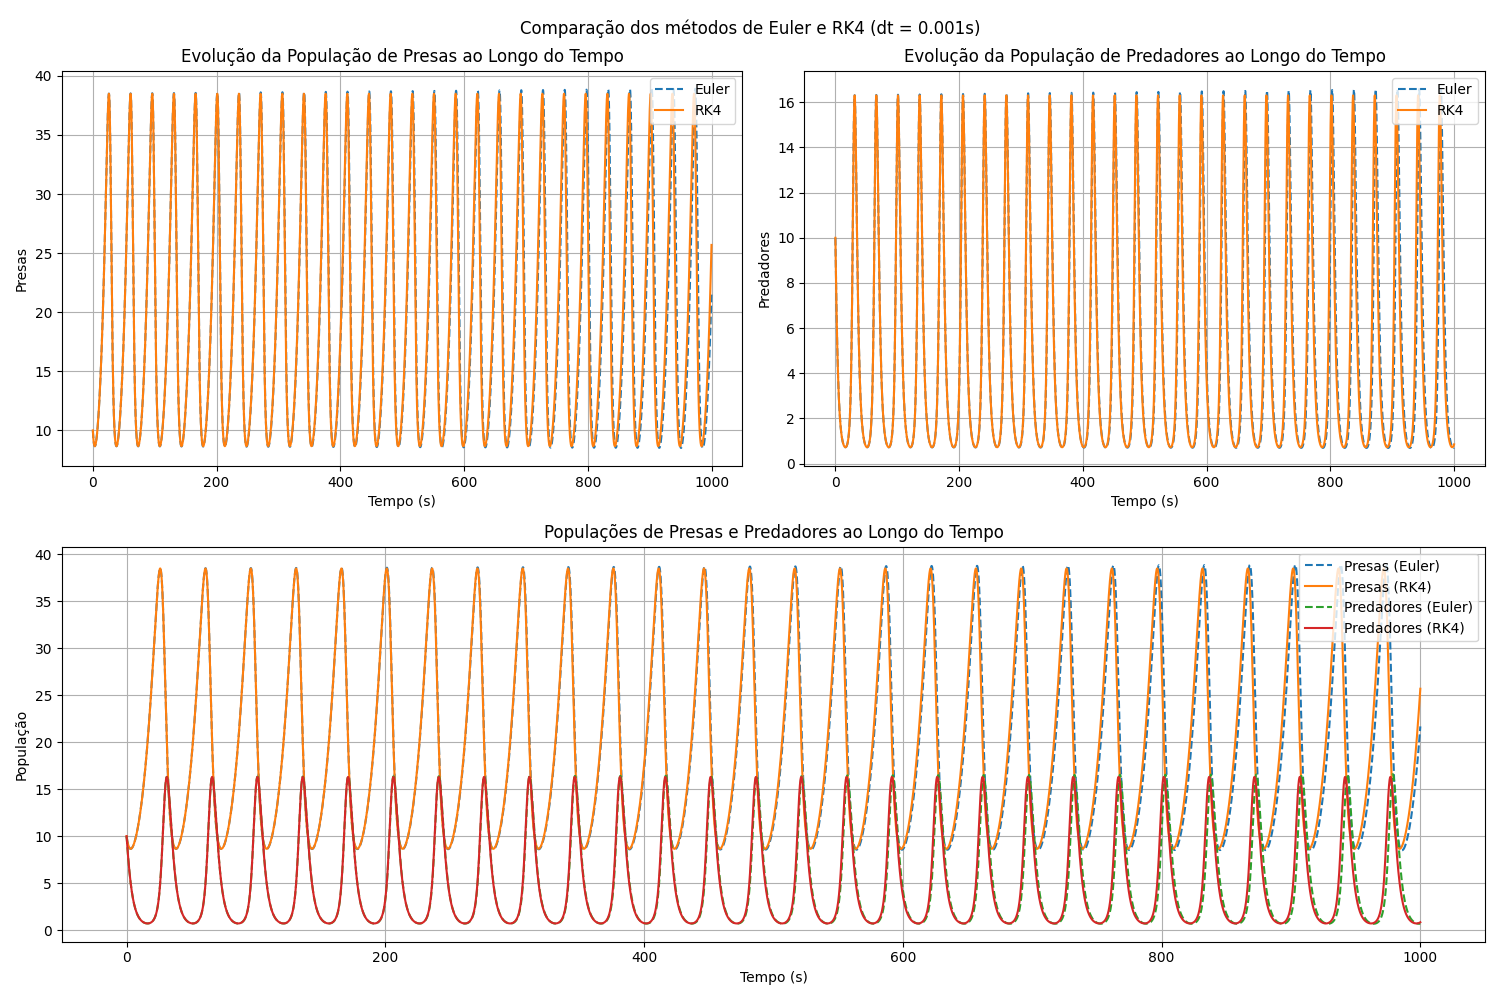 Comparação dos métodos de Euler e RK4 (dt = 0.001s)
Evolução da População de Presas ao Longo do Tempo
Presas
40
35
30
25
20
15
10
0 200 400 600 800 1000
Tempo (s)
Euler
RK4
Evolução da População de Predadores ao Longo do Tempo
Predadores
16
14
12
10
8
6
4
2
0
0 200 400 600 800 1000
Tempo (s)
Euler
RK4
Populações de Presas e Predadores ao Longo do Tempo
População
40
35
30
25
20
15
10
5
0
0 200 400 600 800 1000
Tempo (s)
Presas (Euler)
Presas (RK4)
Predadores (Euler)
Predadores (RK4)